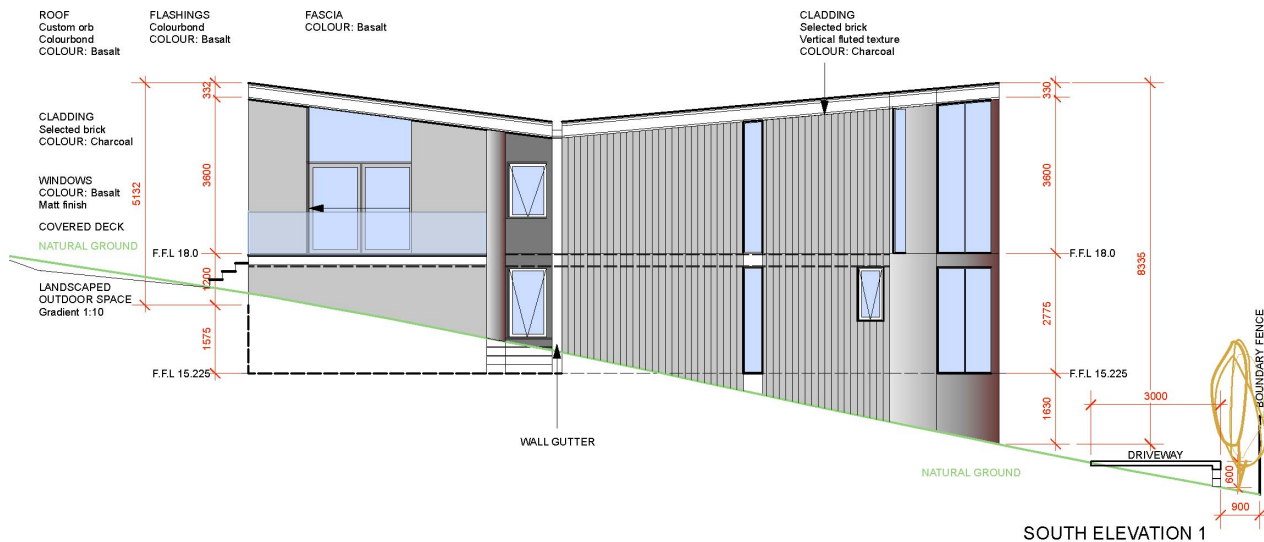 ROOF
Custom orb
Colourbond
COLOUR: Basalt
FLASHINGS
Colourbond
COLOUR: Basalt
FASCIA
COLOUR: Basalt
CLADDING
Selected brick
Vertical fluted texture
COLOUR: Charcoal
CLADDING
Selected brick
COLOUR: Charcoal
WINDOWS
COLOUR: Basalt
Matt finish
COVERED DECK
NATURAL GROUND
LANDSCAPED
OUTDOOR SPACE
Gradient 1:10
5132
332
3600
1200
1575
F.F.L 18.0
F.F.L 15.225
WALL GUTTER
330
3600
2775
1630
8335
F.F.L 18.0
F.F.L 15.225
3000
DRIVEWAY
600
900
BOUNDARY FENCE
NATURAL GROUND
SOUTH ELEVATION 1